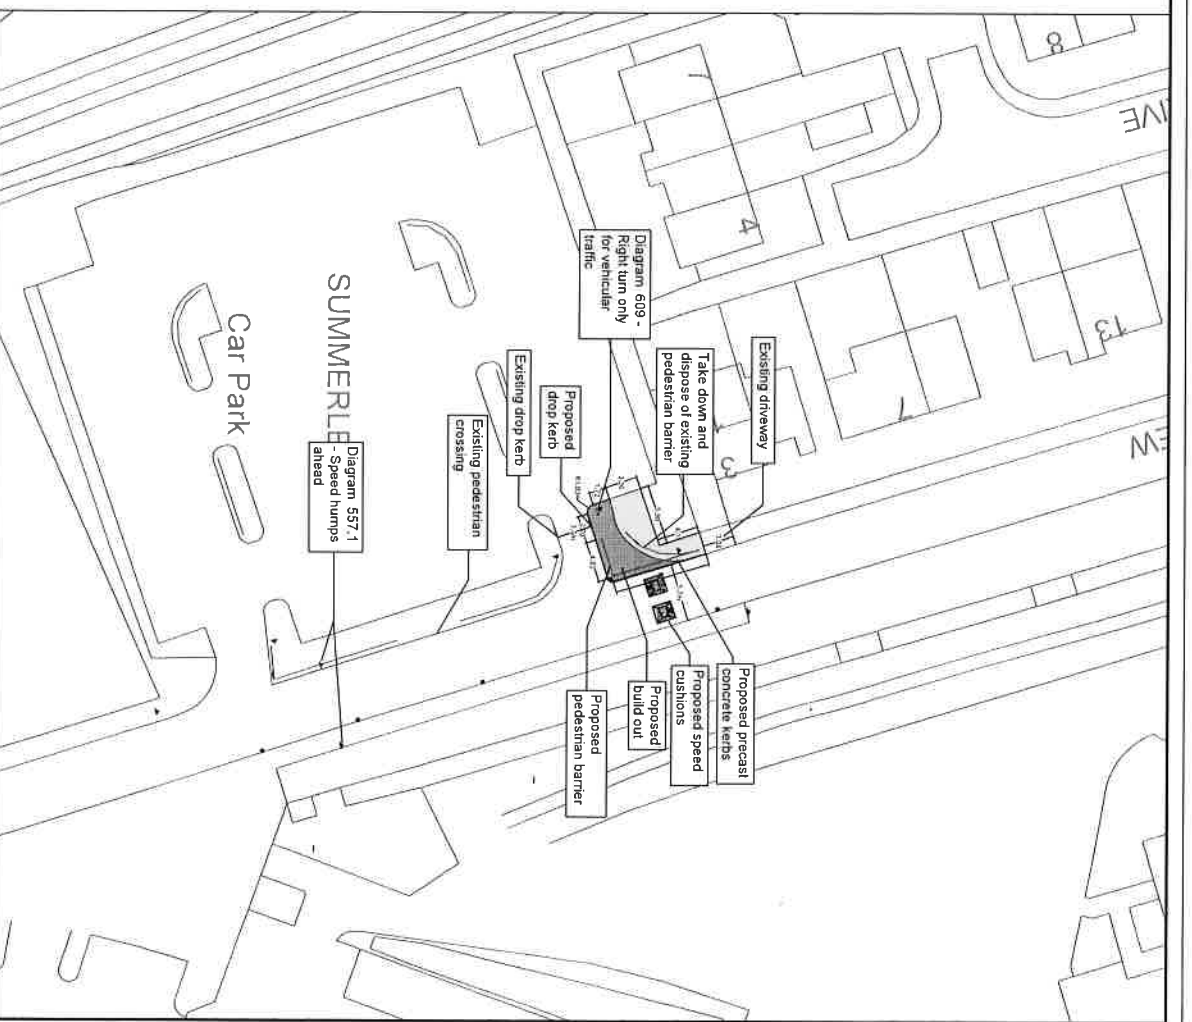 8
IVE
1
4
13
7
3
EW
SUMMERLE
Car Park
Diagram 609 -
Right turn only
for vehicular
traffic
Take down and
dispose of existing
pedestrian barrier
Existing driveway
Existing drop kerb
Proposed
drop kerb
Existing pedestrian
crossing
Diagram 557.1
- Speed humps
ahead
Proposed precast
concrete kerbs
Proposed speed
cushions
Proposed
build out
Proposed
pedestrian barrier